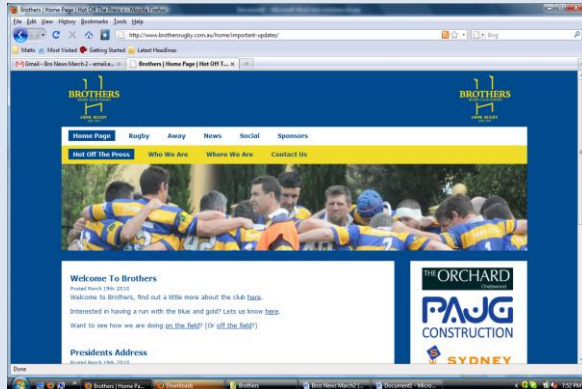 Brothers | Home Page | Hot Off The Press - Mozilla Firefox
File Edit View History Bookmarks Tools Help
http://www.brothersrugby.com.au/home/important-updates/
Bing
Matts Most Visited Getting Started Latest Headlines
Gmail - Bro News March 2 - email.e...
Brothers | Home Page | Hot Off T...
BROTHERS
BROTHERS
Home Page Rugby Away News Social Sponsors
Hot Off The Press Who We Are Where We Are Contact Us
Welcome To Brothers
Posted March 19th, 2010
Welcome to Brothers, find out a little more about the club here.
Interested in having a run with the blue and gold? Lets us know here.
Want to see how we are doing on the field? (Or off the field?)
Presidents Address
Posted March 19th, 2010
THE ORCHARD
Chatswood
PAJG
CONSTRUCTION
SYDNEY
Done
Brothers | Home Pa...
Downloads
Brothers
Bros News March2 [...
Document1 - Micro...
7:57 PM